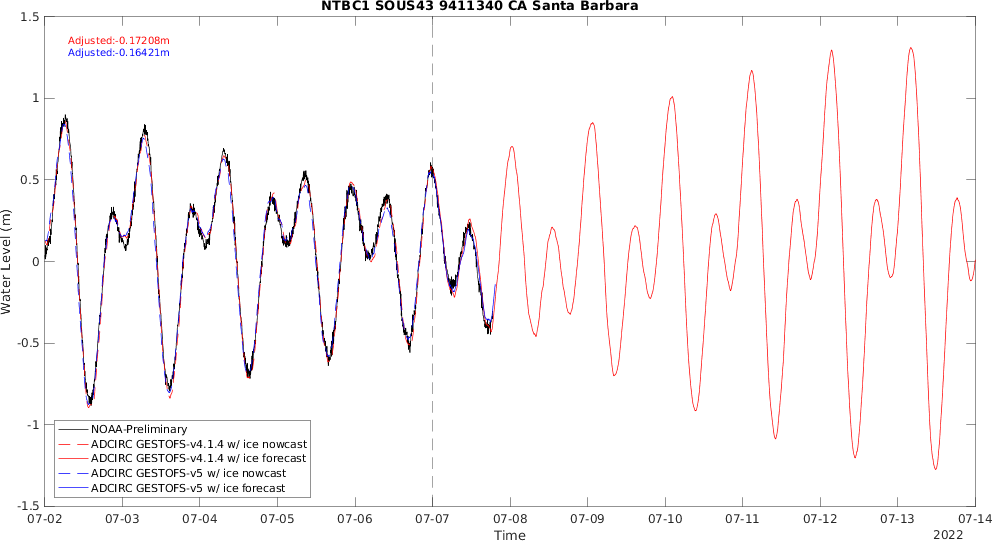 NTBC1 SOUS43 9411340 CA Santa Barbara
Adjusted:-0.17208m
Adjusted:-0.16421m
1.5
1
0.5
0
-0.5
-1
-1.5
Water Level (m)
NOAA-Preliminary
ADCIRC GESTOFS-v4.1.4 w/ ice nowcast
ADCIRC GESTOFS-v4.1.4 w/ ice forecast
ADCIRC GESTOFS-v5 w/ ice nowcast
ADCIRC GESTOFS-v5 w/ ice forecast
07-02 07-03 07-04 07-05 07-06 07-07 07-08 07-09 07-10 07-11 07-12 07-13 07-14
Time
2022